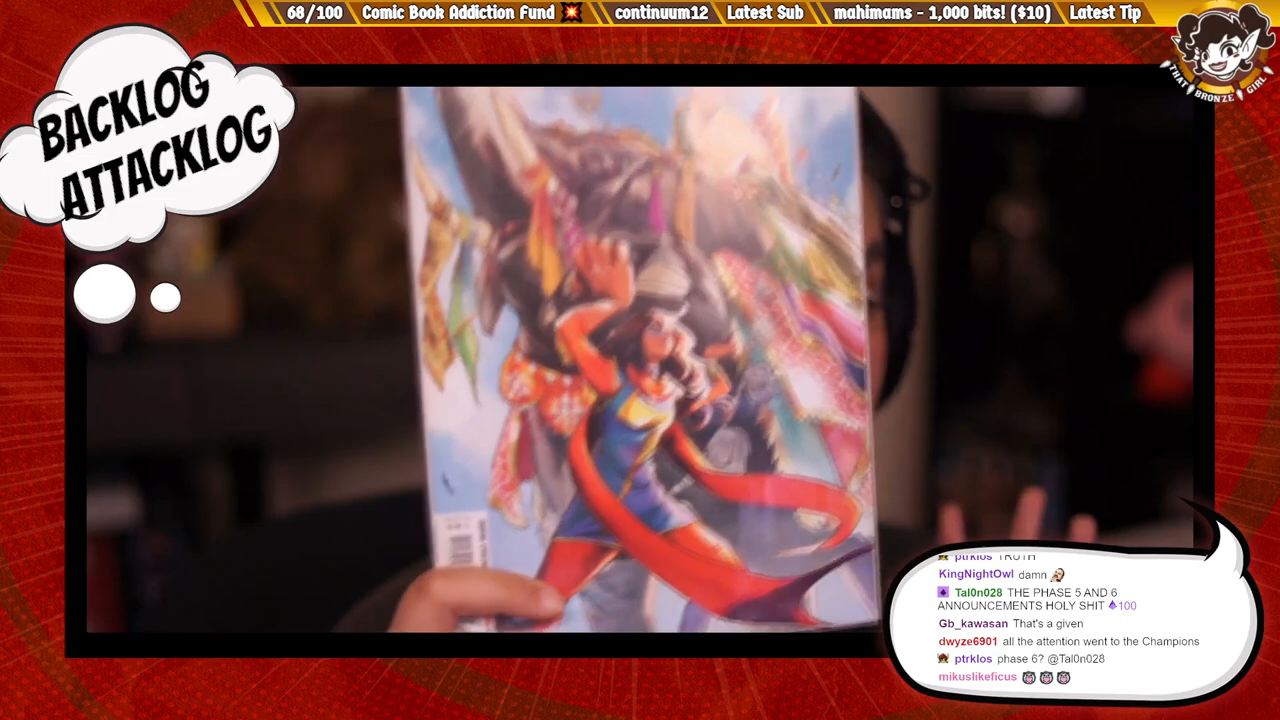 68/100 Comic Book Addiction Fund continuum12 Latest Sub mahimams - 1,000 bits! ($10) Latest Tip
THAT BRONZE GIRL
BACKLOG
ATTACKLOG
ptrklos TRUTH
KingNightOwl damn
Tal0n028 THE PHASE 5 AND 6
ANNOUNCEMENTS HOLY SHIT 100
Gb_kawasan That's a given
dwyze6901 all the attention went to the Champions
ptrklos phase 6? @Tal0n028
mikuslikeficus